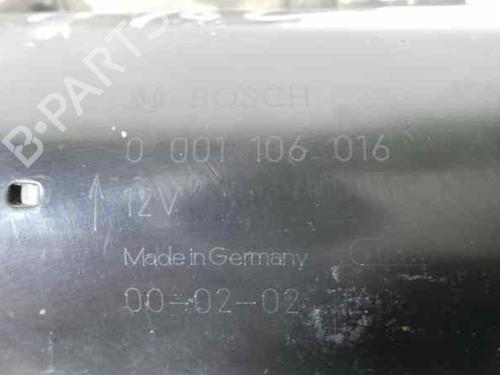 B-PARTS
BOSCH
0 001 106 016
12V
Made in Germany
00-02-02